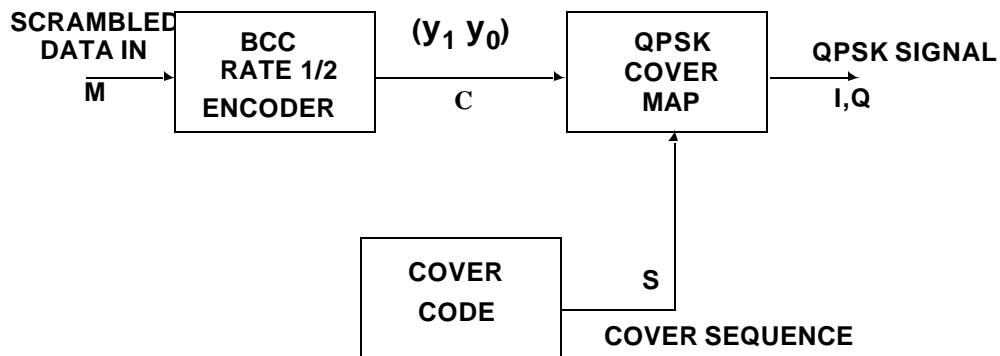 SCRAMBLED
DATA IN
M
BCC
RATE 1/2
ENCODER
(y1 y0)
C
QPSK
COVER
MAP
QPSK SIGNAL
I,Q
COVER
CODE
S
COVER SEQUENCE